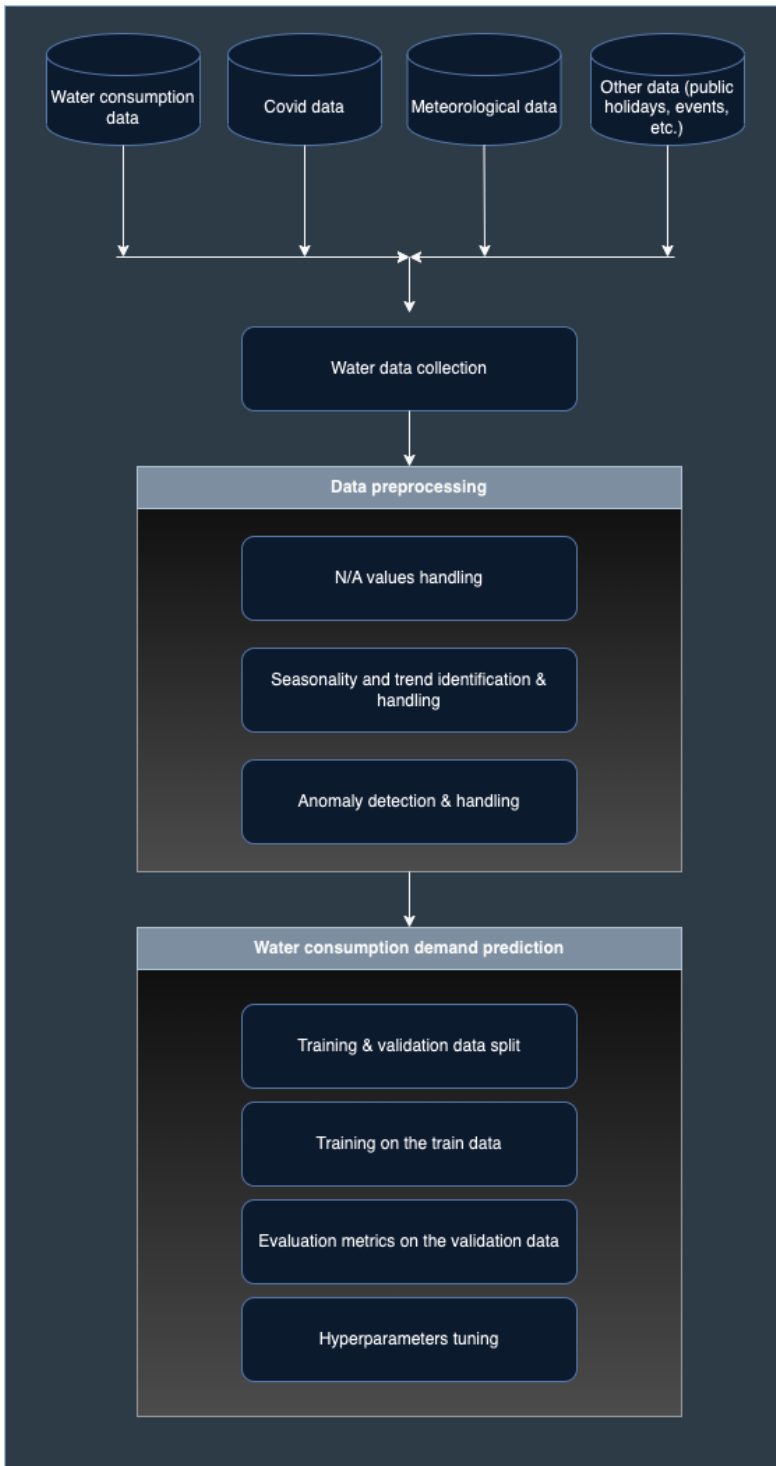 Water consumption
data
Covid data
Meteorological data
Other data (public
holidays, events,
etc.)
Water data collection
Data preprocessing
N/A values handling
Seasonality and trend identification &
handling
Anomaly detection & handling
Water consumption demand prediction
Training & validation data split
Training on the train data
Evaluation metrics on the validation data
Hyperparameters tuning